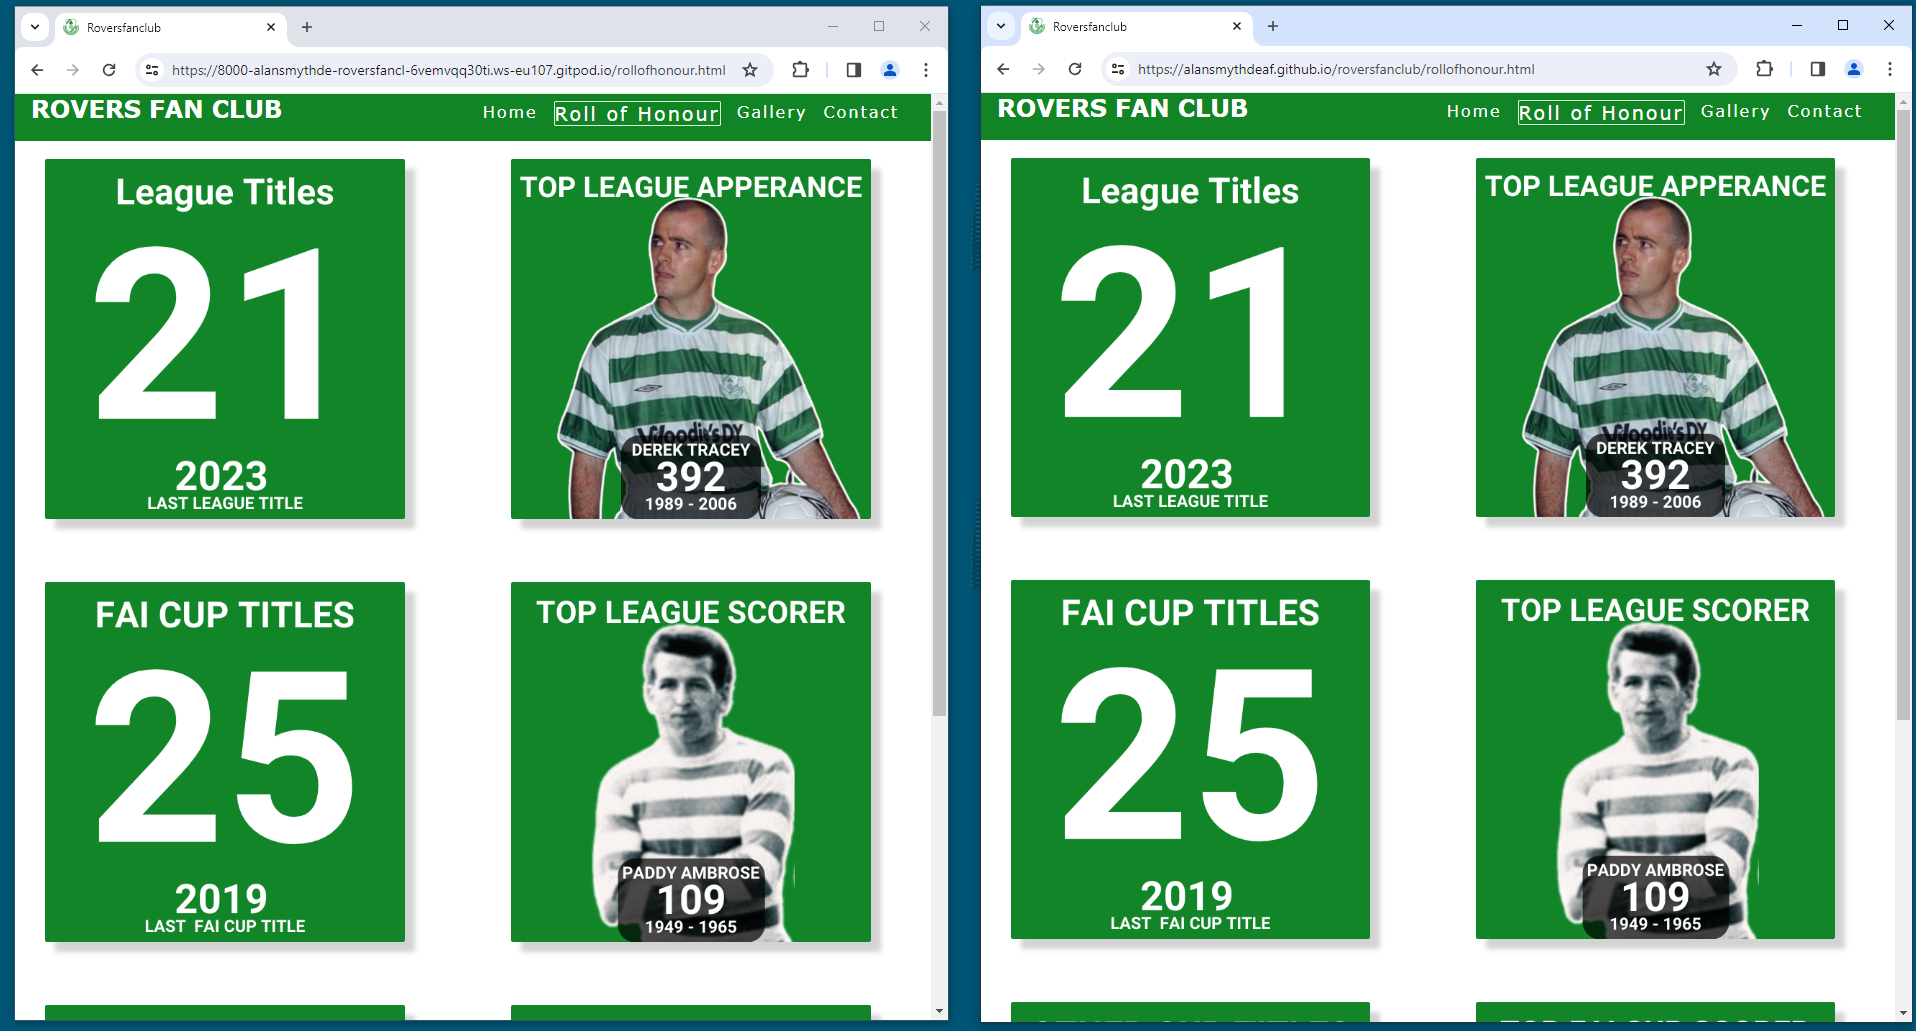 Roversfanclub
https://8000-alansmythde-roversfancl-6vemvqq30ti.ws-eu107.gitpod.io/rollofhonour.html
ROVERS FAN CLUB
Home Roll of Honour Gallery Contact
League Titles
21
2023
LAST LEAGUE TITLE
TOP LEAGUE APPERANCE
Woodie's DY
DEREK TRACEY
392
1989 - 2006
FAI CUP TITLES
25
2019
LAST FAI CUP TITLE
TOP LEAGUE SCORER
PADDY AMBROSE
109
1949 - 1965
Roversfanclub
https://alansmythdeaf.github.io/roversfanclub/rollofhonour.html
ROVERS FAN CLUB
Home Roll of Honour Gallery Contact
League Titles
21
2023
LAST LEAGUE TITLE
TOP LEAGUE APPERANCE
Woodie's DY
DEREK TRACEY
392
1989 - 2006
FAI CUP TITLES
25
2019
LAST FAI CUP TITLE
TOP LEAGUE SCORER
PADDY AMBROSE
109
1949 - 1965